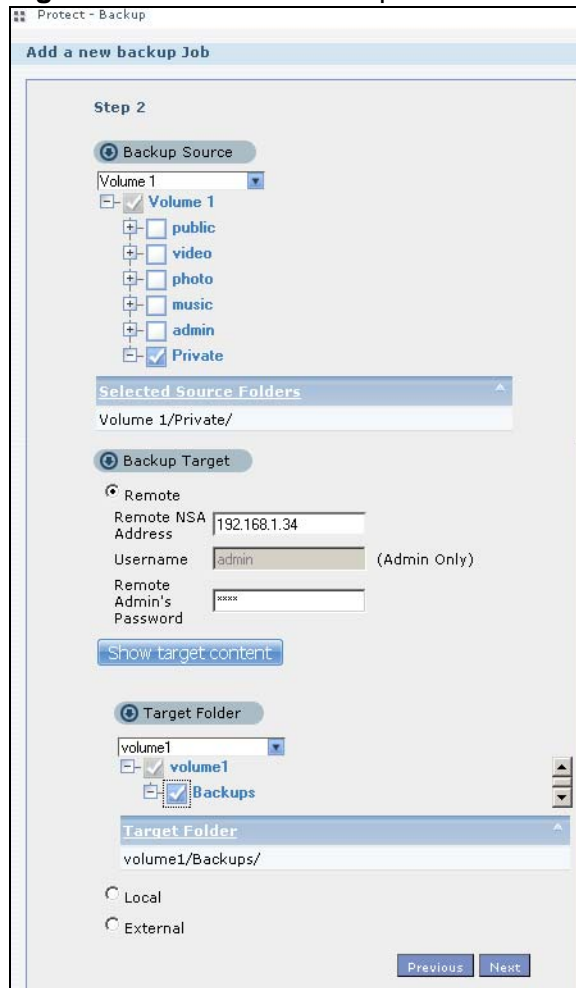 Protect - Backup
Add a new backup Job
Step 2
Backup Source
Volume 1
Volume 1
public
video
photo
music
admin
Private
Selected Source Folders
Volume 1/Private/
Backup Target
Remote
Remote NSA Address
192.168.1.34
Username
admin
(Admin Only)
Remote Admin's Password
****
Show target content
Target Folder
volume1
volume1
Backups
Target Folder
volume1/Backups/
Local
External
Previous
Next